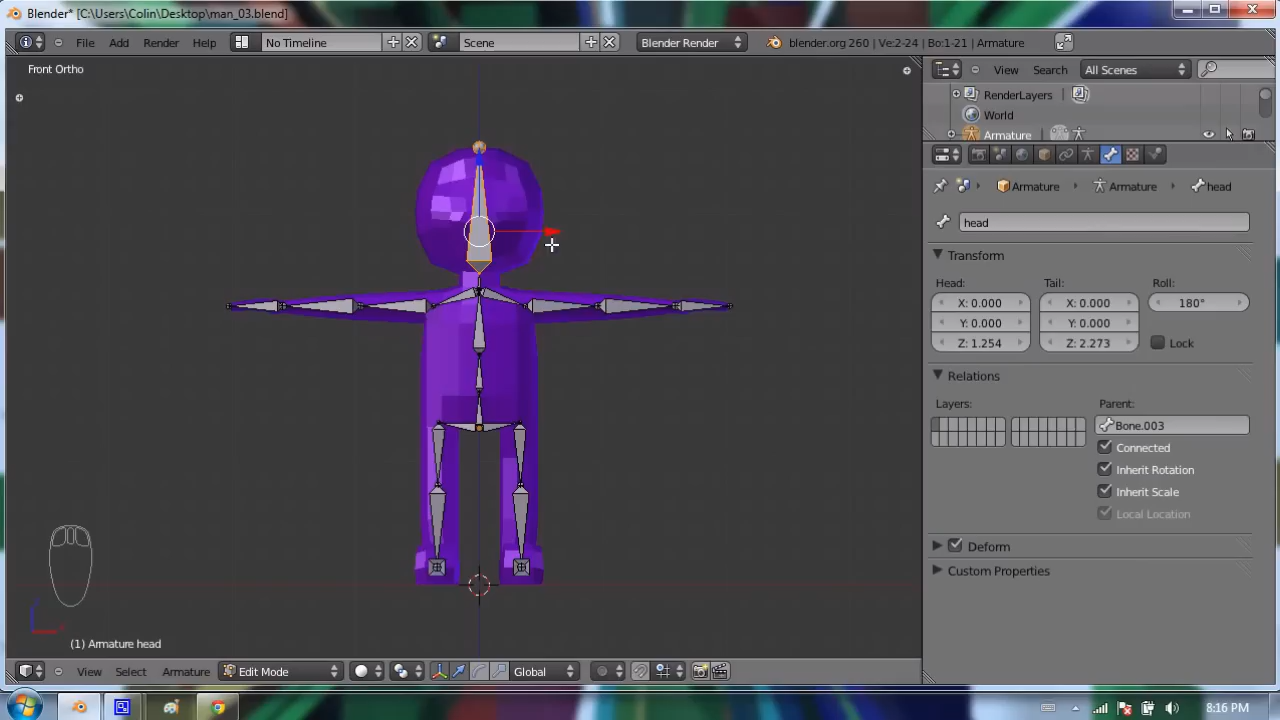 Blender* [C:\Users\Colin\Desktop\man_03.blend]
File Add Render Help No Timeline Scene Blender Render blender.org 260 | Ve:2-24 | Bo:1-21 | Armature
Front Ortho
View Search All Scenes
RenderLayers |
World
Armature
Armature Armature head
head
Transform
Head: Tail: Roll:
X: 0.000 X: 0.000 180°
Y: 0.000 Y: 0.000
Z: 1.254 Z: 2.273 Lock
Relations
Layers: Parent:
Bone.003
Connected
Inherit Rotation
Inherit Scale
Local Location
Deform
Custom Properties
(1) Armature head
View Select Armature Edit Mode Global
8:16 PM